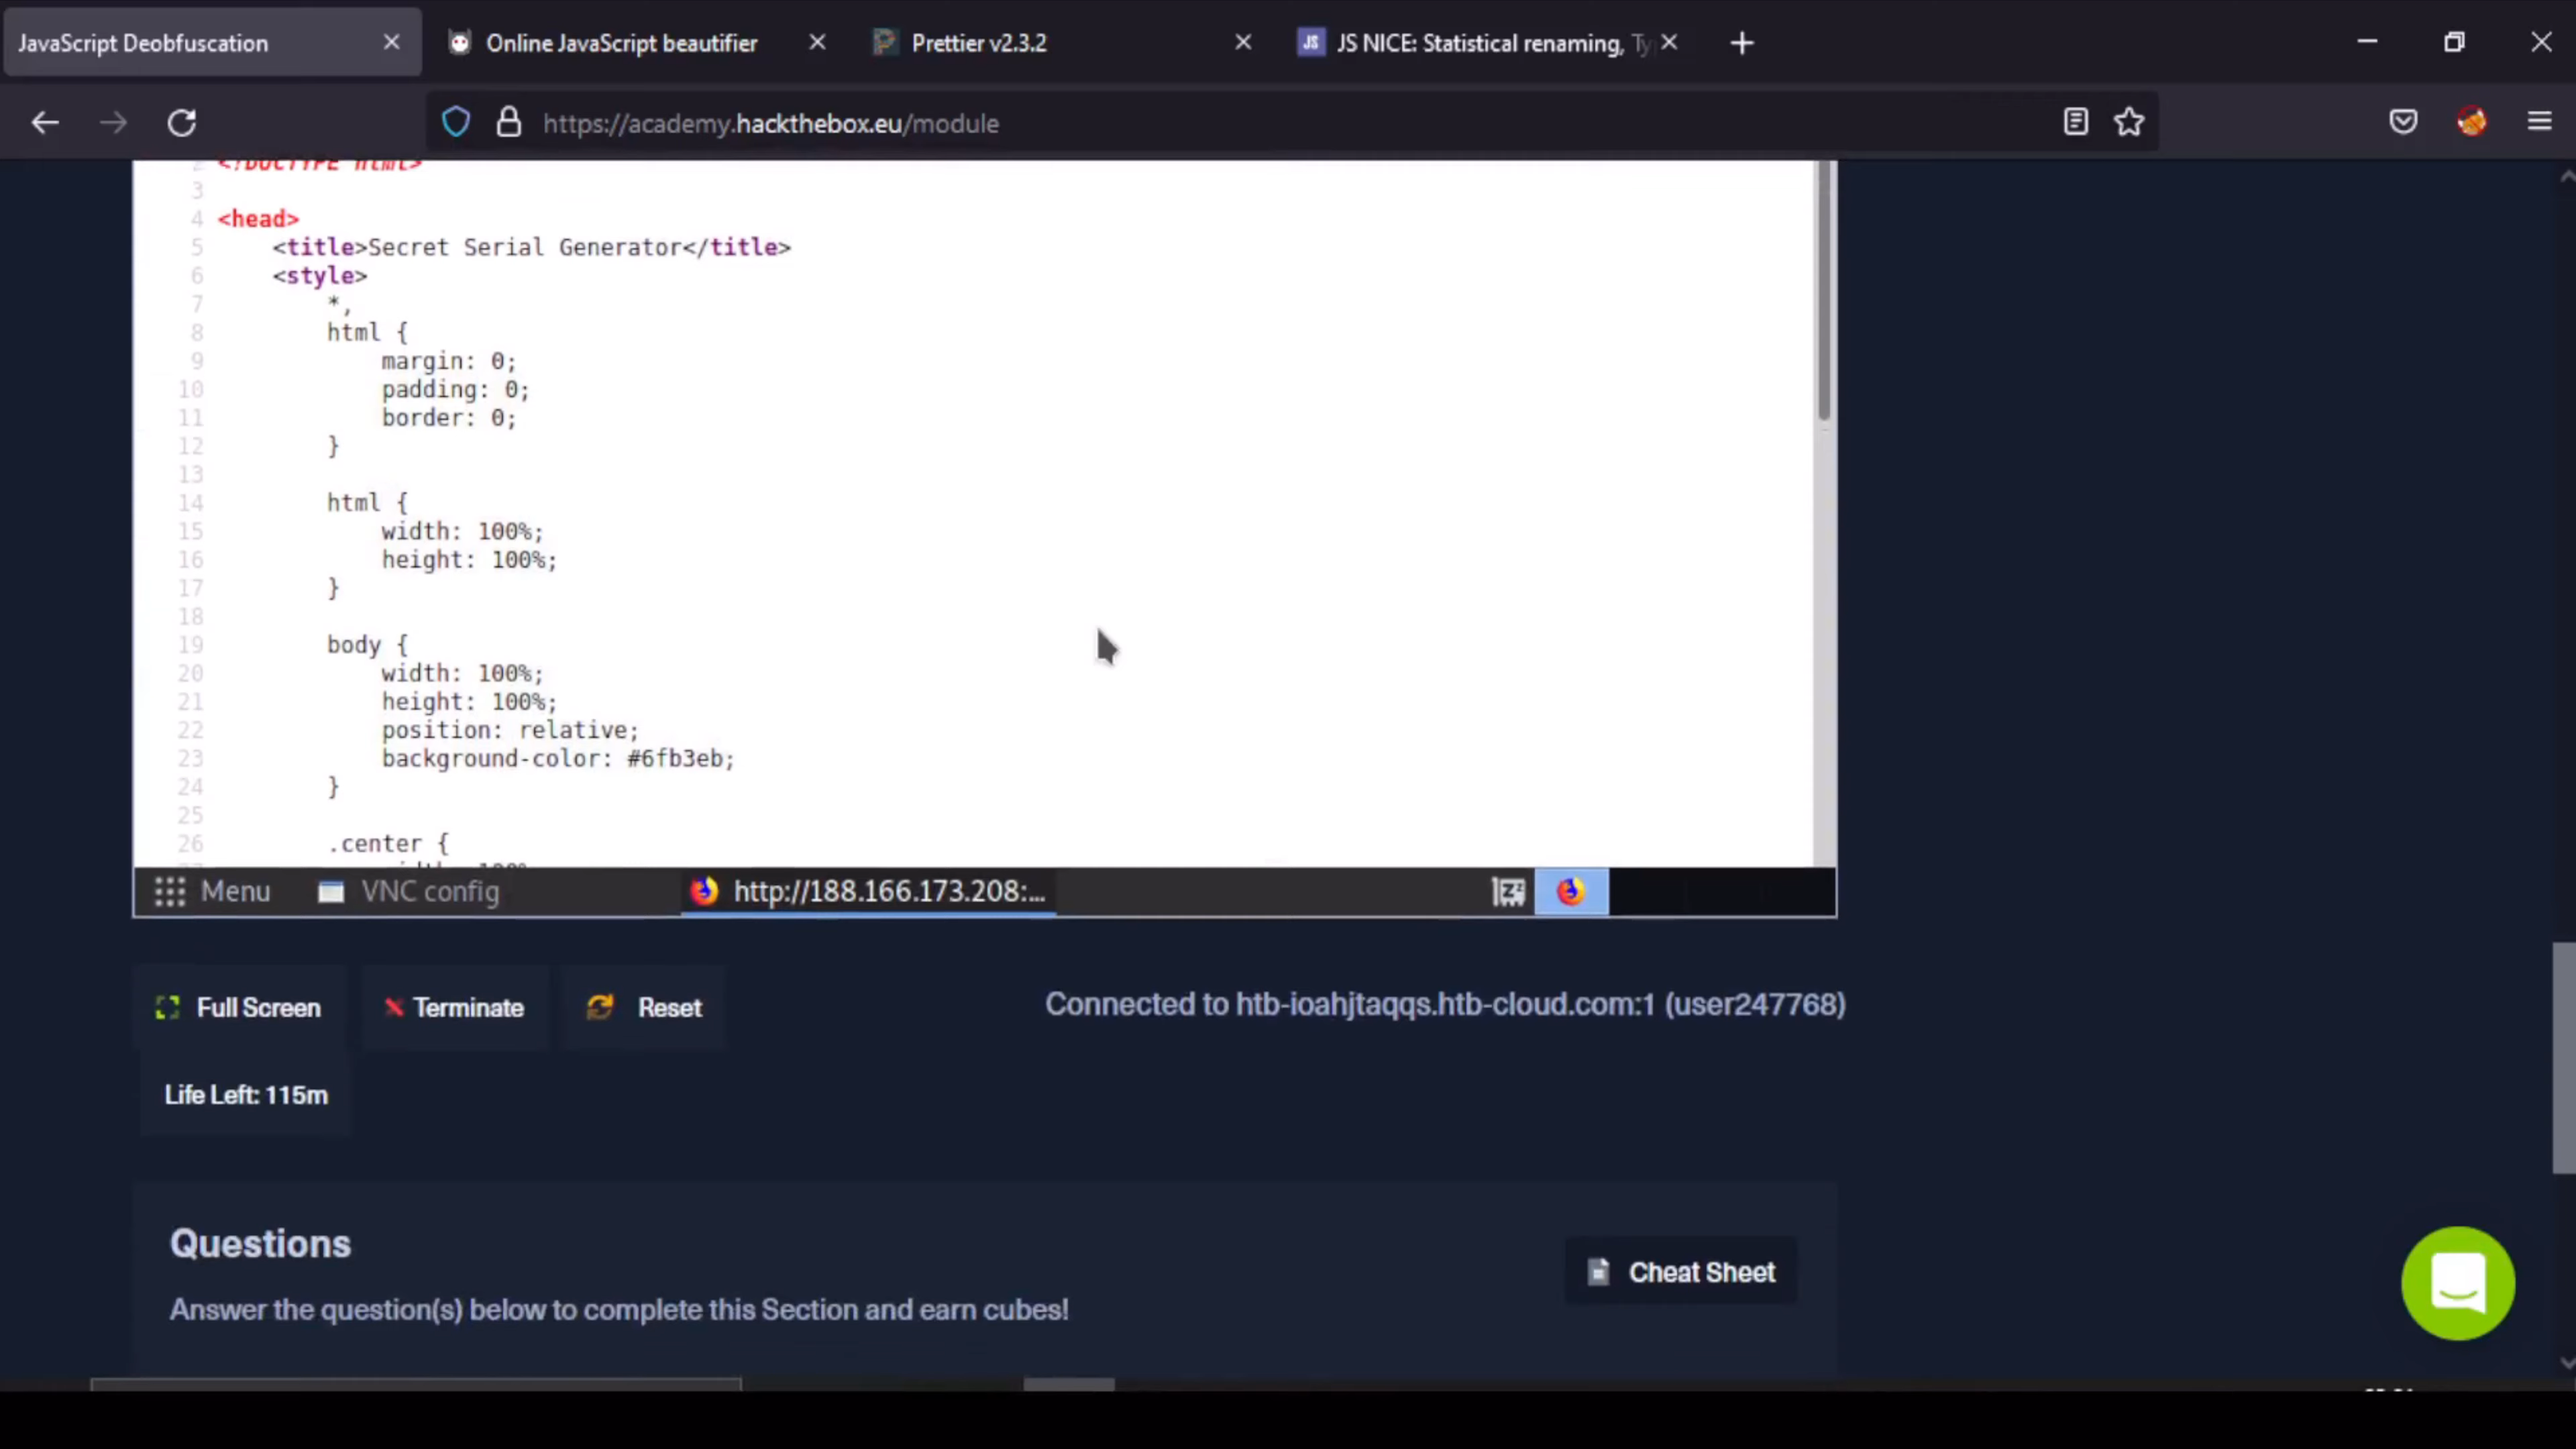 JavaScript Deobfuscation
Online JavaScript beautifier
Prettier v2.3.2
JS NICE: Statistical renaming, Ty
https://academy.hackthebox.eu/module
2 <!DOCTYPE html>
3
4 <head>
5 <title>Secret Serial Generator</title>
6 <style>
7 *,
8 html {
9 margin: 0;
10 padding: 0;
11 border: 0;
12 }
13
14 html {
15 width: 100%;
16 height: 100%;
17 }
18
19 body {
20 width: 100%;
21 height: 100%;
22 position: relative;
23 background-color: #6fb3eb;
24 }
25
26 .center {
Menu
VNC config
http://188.166.173.208:...
Full Screen
Terminate
Reset
Connected to htb-ioahjtaqqs.htb-cloud.com:1 (user247768)
Life Left: 115m
Questions
Cheat Sheet
Answer the question(s) below to complete this Section and earn cubes!